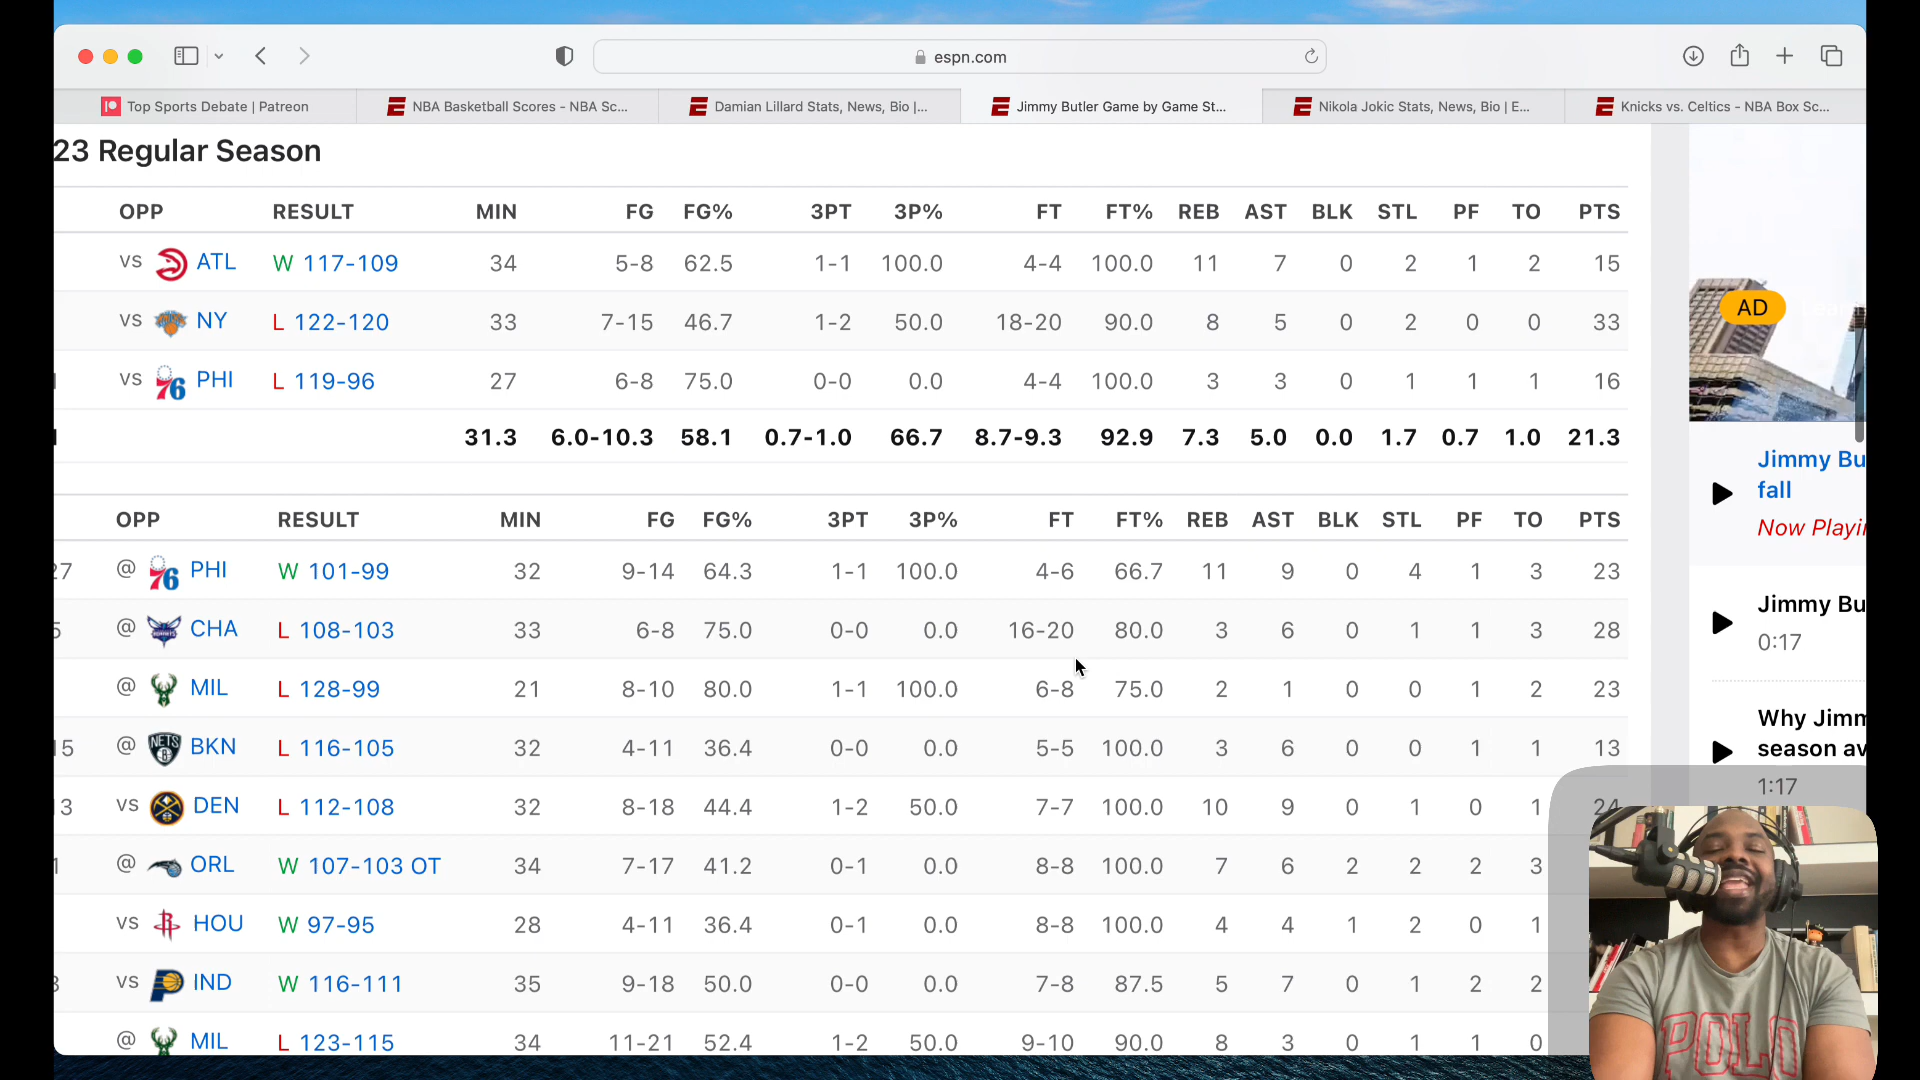 espn.com
Top Sports Debate | Patreon
NBA Basketball Scores - NBA Sc...
Damian Lillard Stats, News, Bio |...
Jimmy Butler Game by Game St...
Nikola Jokic Stats, News, Bio | E...
Knicks vs. Celtics - NBA Box Sc...
23 Regular Season
OPP RESULT MIN FG FG% 3PT 3P% FT FT% REB AST BLK STL PF TO PTS
vs ATL W 117-109 34 5-8 62.5 1-1 100.0 4-4 100.0 11 7 0 2 1 2 15
vs NY L 122-120 33 7-15 46.7 1-2 50.0 18-20 90.0 8 5 0 2 0 0 33
vs 76 PHI L 119-96 27 6-8 75.0 0-0 0.0 4-4 100.0 3 3 0 1 1 1 16
31.3 6.0-10.3 58.1 0.7-1.0 66.7 8.7-9.3 92.9 7.3 5.0 0.0 1.7 0.7 1.0 21.3
OPP RESULT MIN FG FG% 3PT 3P% FT FT% REB AST BLK STL PF TO PTS
27 @ 76 PHI W 101-99 32 9-14 64.3 1-1 100.0 4-6 66.7 11 9 0 4 1 3 23
5 @ CHA L 108-103 33 6-8 75.0 0-0 0.0 16-20 80.0 3 6 0 1 1 3 28
@ MIL L 128-99 21 8-10 80.0 1-1 100.0 6-8 75.0 2 1 0 0 1 2 23
15 @ NETS B BKN L 116-105 32 4-11 36.4 0-0 0.0 5-5 100.0 3 6 0 0 1 1 13
13 vs DEN L 112-108 32 8-18 44.4 1-2 50.0 7-7 100.0 10 9 0 1 0 1 24
1 @ ORL W 107-103 OT 34 7-17 41.2 0-1 0.0 8-8 100.0 7 6 2 2 2 3
vs R HOU W 97-95 28 4-11 36.4 0-1 0.0 8-8 100.0 4 4 1 2 0 1
3 vs IND W 116-111 35 9-18 50.0 0-0 0.0 7-8 87.5 5 7 0 1 2 2
@ MIL L 123-115 34 11-21 52.4 1-2 50.0 9-10 90.0 8 3 0 1 1 0
AD
Jimmy Bu
fall
Now Playi
Jimmy Bu
0:17
Why Jimm
season av
1:17
POLO